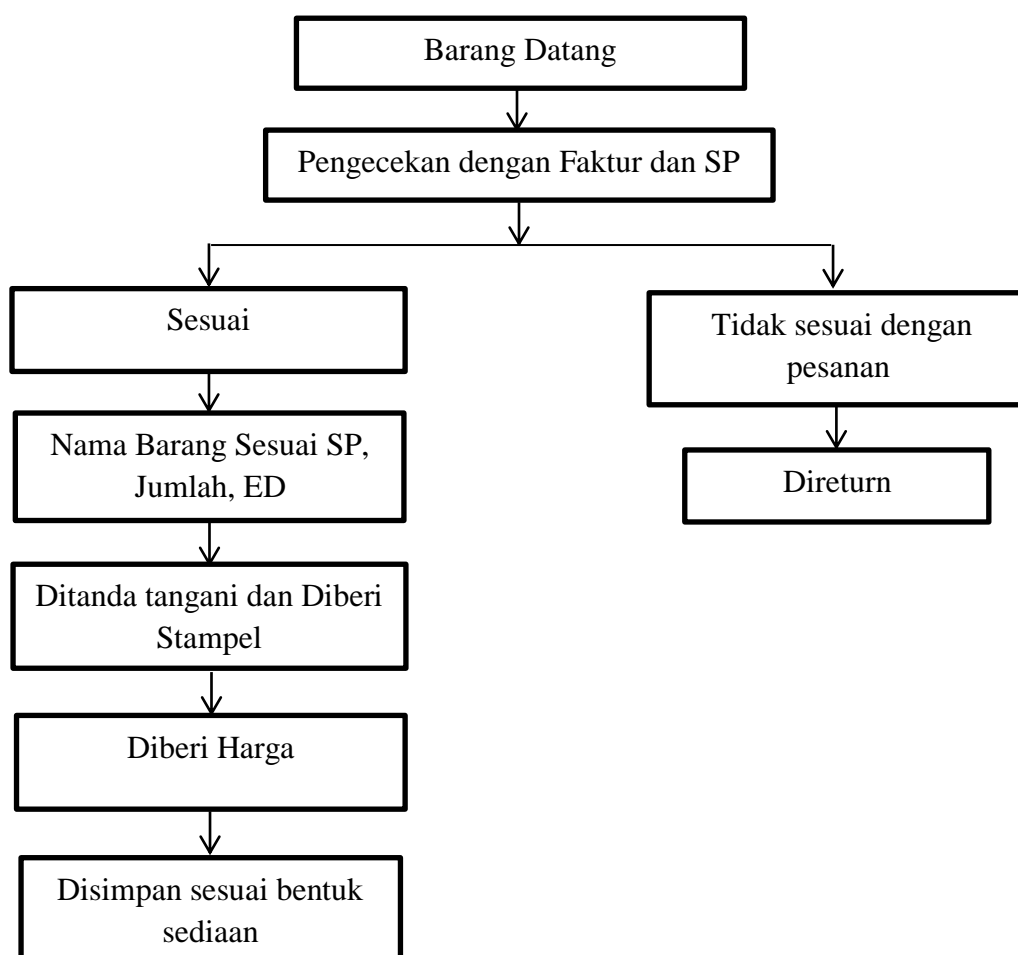 Barang Datang
Pengecekan dengan Faktur dan SP
Sesuai
Tidak sesuai dengan
pesanan
Nama Barang Sesuai SP,
Jumlah, ED
Direturn
Ditanda tangani dan Diberi
Stampel
Diberi Harga
Disimpan sesuai bentuk
sediaan